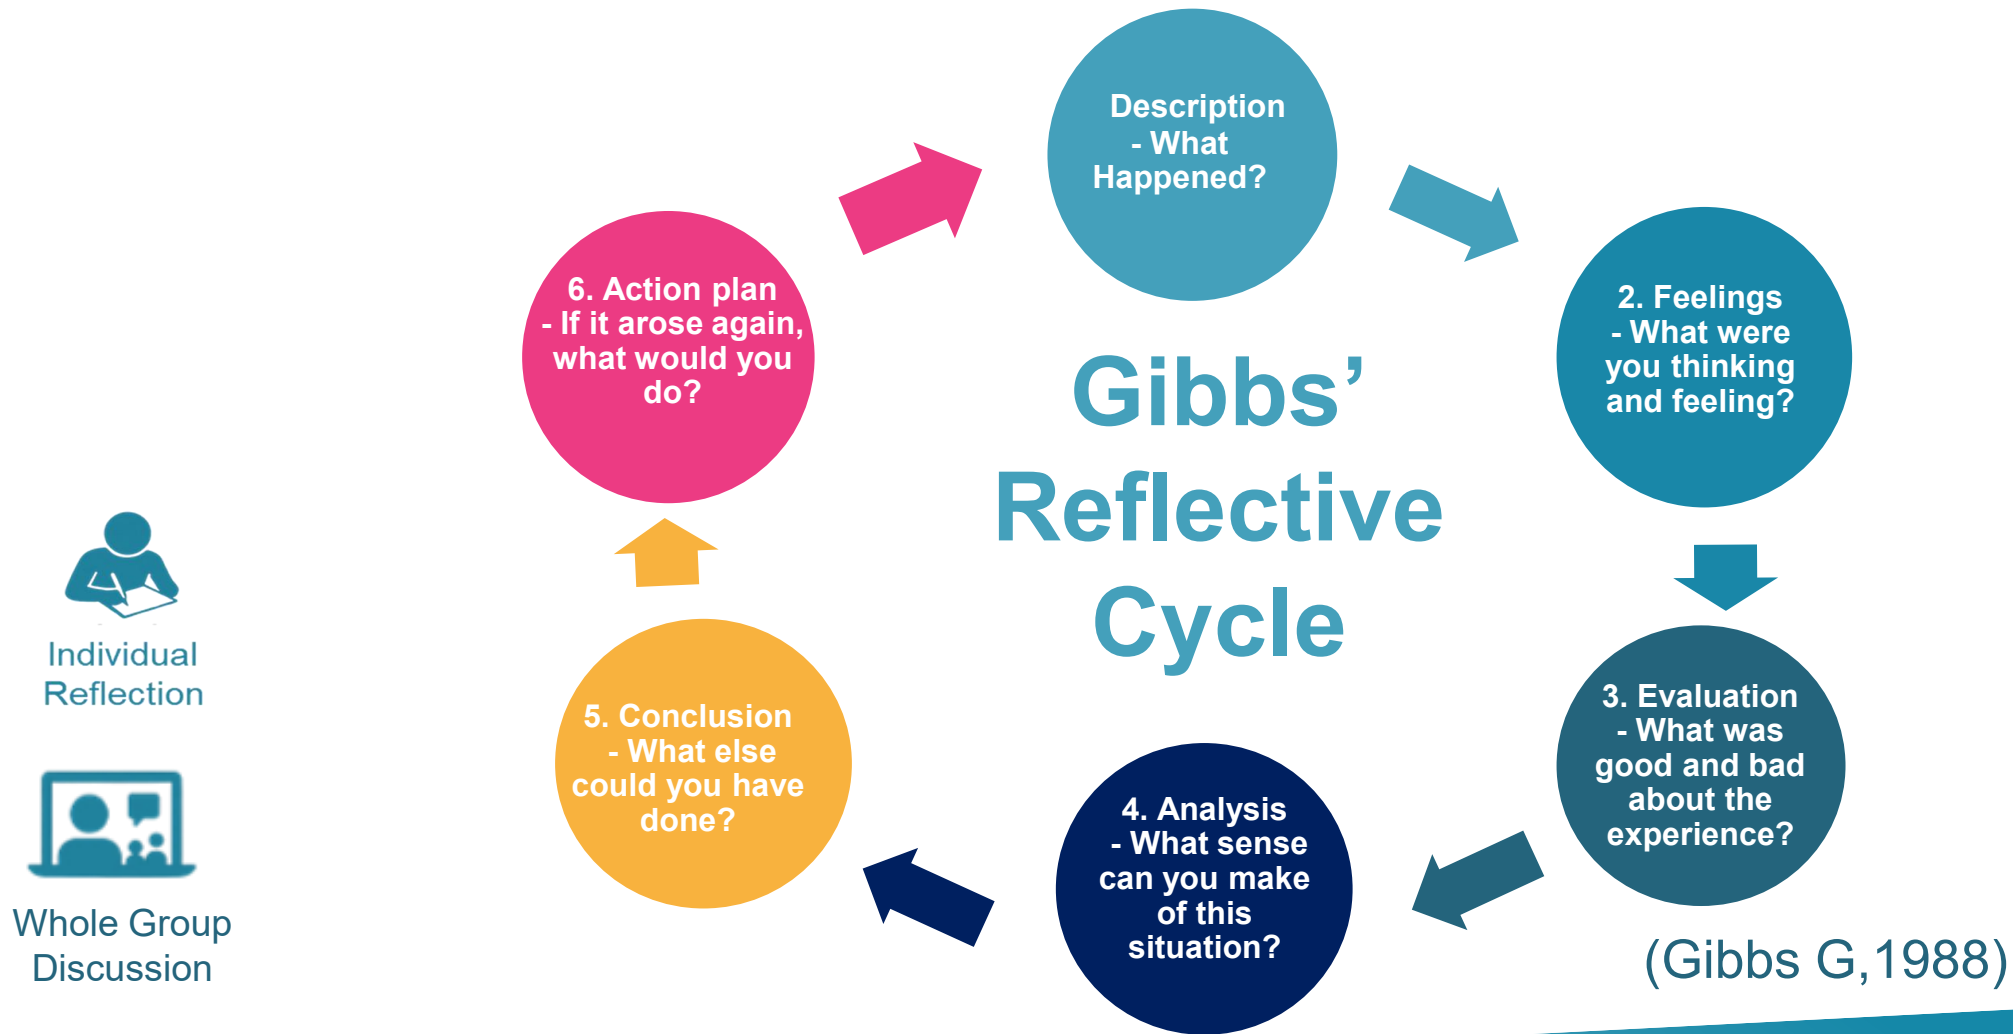 Description
- What
Happened?
2. Feelings
- What were
you thinking
and feeling?
3. Evaluation
- What was
good and bad
about the
experience?
4. Analysis
- What sense
can you make
of this
situation?
5. Conclusion
- What else
could you have
done?
6. Action plan
- If it arose again,
what would you
do?
Gibbs’
Reflective
Cycle
Individual
Reflection
Whole Group
Discussion
(Gibbs G,1988)